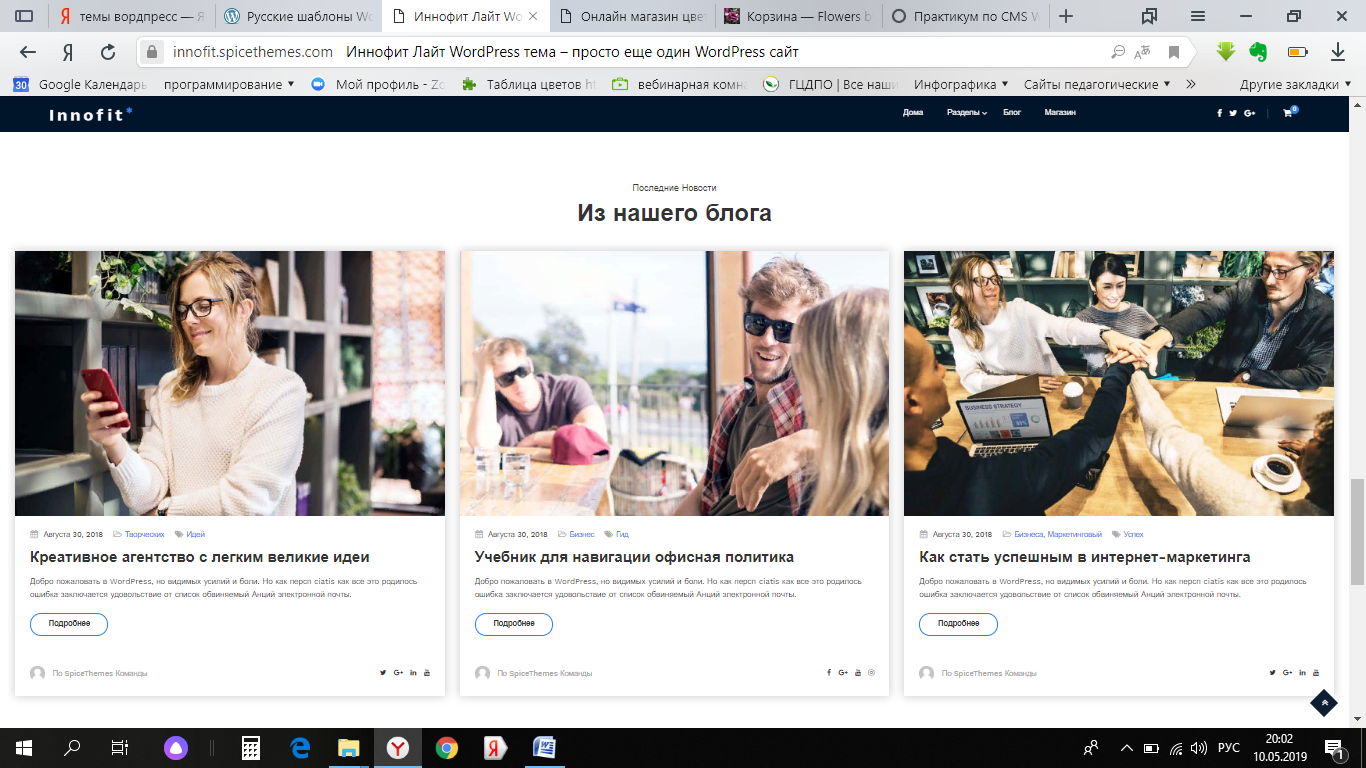 темы вордпресс — Я
Русские шаблоны Wo
Иннофит Лайт Wo
Онлайн магазин цвет
Корзина — Flowers b
Практикум по CMS W
innofit.spicethemes.com Иннофит Лайт WordPress тема – просто еще один WordPress сайт
30 Google Календарь
программирование
Мой профиль - Zo
Таблица цветов ht
вебинарная комна
ГЦДПО | Все наши
Инфографика
Сайты педагогические
Другие закладки
Innofit*
Дома Разделы Блог Магазин
0
Последние Новости
Из нашего блога
BUSINESS STRATEGY
Августа 30, 2018 Творческих Идей
Креативное агентство с легким великие идеи
Добро пожаловать в WordPress, но видимых усилий и боли. Но как персп ciatis как все это родилось
ошибка заключается удовольствие от список обвиняемый Анций электронной почты.
Подробнее
По SpiceThemes Команды
Августа 30, 2018 Бизнес Гид
Учебник для навигации офисная политика
Добро пожаловать в WordPress, но видимых усилий и боли. Но как персп ciatis как все это родилось
ошибка заключается удовольствие от список обвиняемый Анций электронной почты.
Подробнее
По SpiceThemes Команды
Августа 30, 2018 Бизнеса, Маркетинговый Успех
Как стать успешным в интернет-маркетинга
Добро пожаловать в WordPress, но видимых усилий и боли. Но как персп ciatis как все это родилось
ошибка заключается удовольствие от список обвиняемый Анций электронной почты.
Подробнее
По SpiceThemes Команды
РУС
20:02
10.05.2019
1